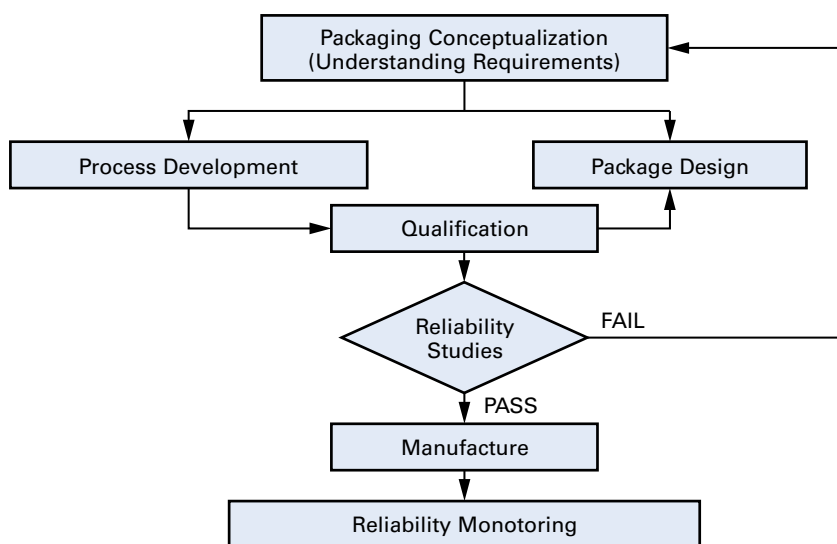 Packaging Conceptualization
(Understanding Requirements)
Process Development
Package Design
Qualification
Reliability
Studies
FAIL
PASS
Manufacture
Reliability Monotoring